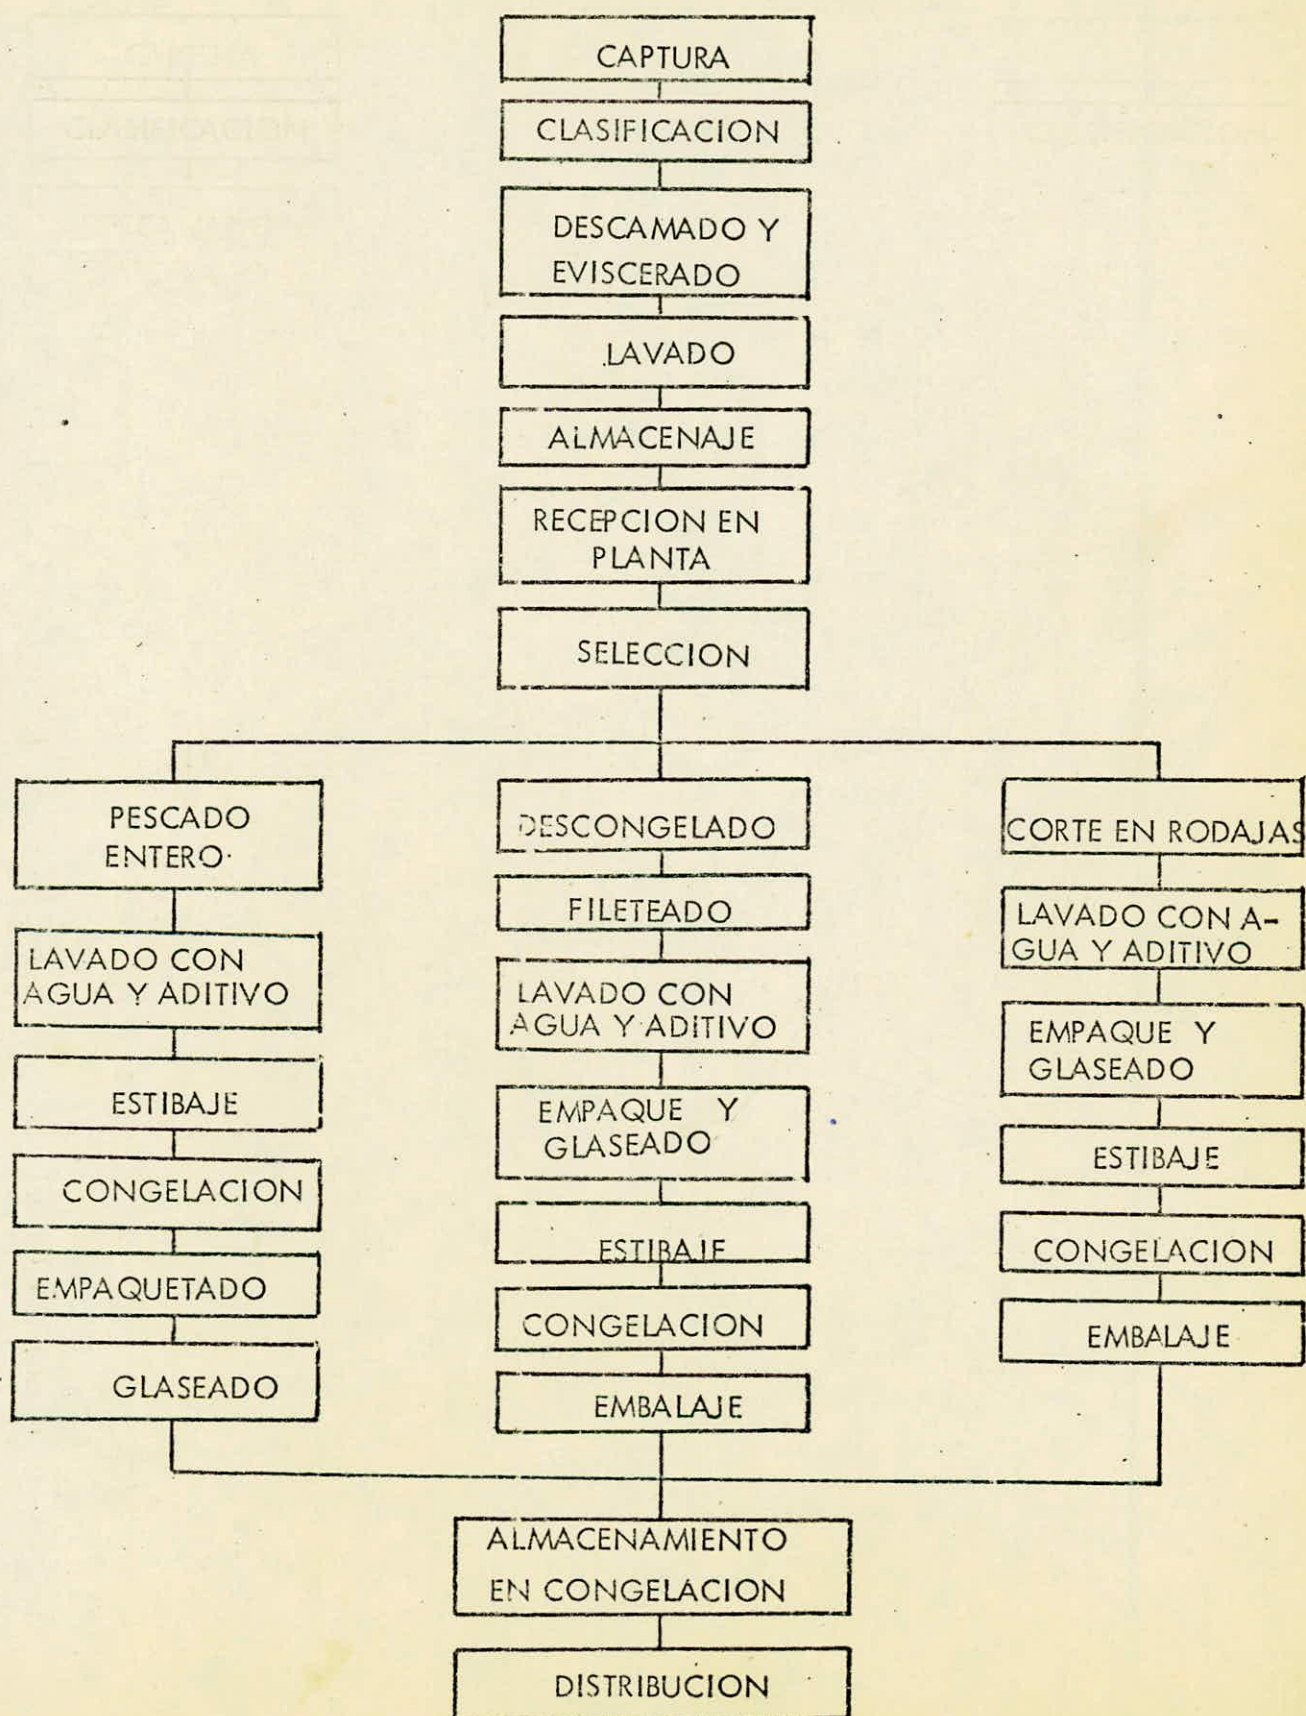 CAPTURA
CLASIFICACION
DESCAMADO Y
EVISCERADO
LAVADO
ALMACENAJE
RECEPCION EN
PLANTA
SELECCION
PESCADO
ENTERO
LAVADO CON
AGUA Y ADITIVO
ESTIBAJE
CONGELACION
EMPAQUETADO
GLASEADO
DESCONGELADO
FILETEADO
LAVADO CON
AGUA Y ADITIVO
EMPAQUE Y
GLASEADO
ESTIBAJE
CONGELACION
EMBALAJE
CORTE EN RODAJAS
LAVADO CON A-
GUA Y ADITIVO
EMPAQUE Y
GLASEADO
ESTIBAJE
CONGELACION
EMBALAJE
ALMACENAMIENTO
EN CONGELACION
DISTRIBUCION